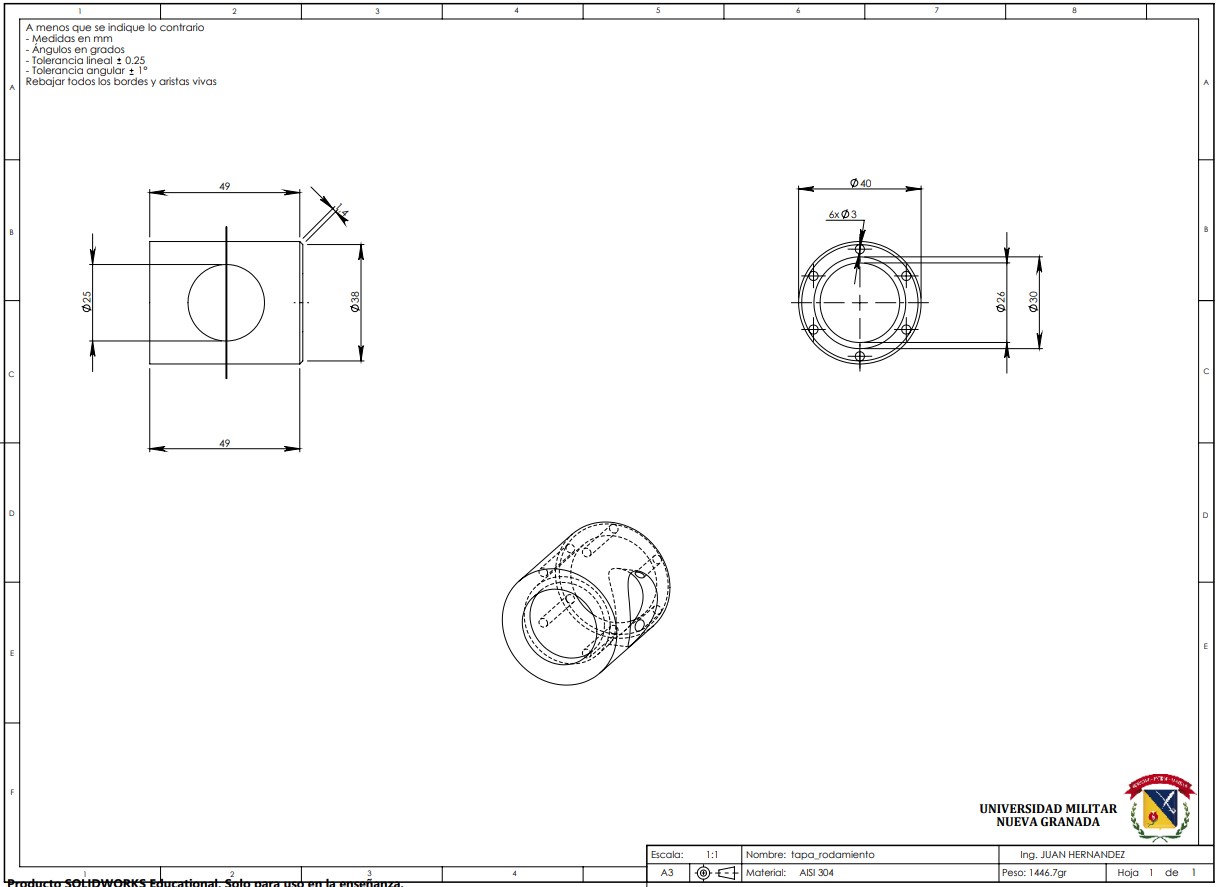 1 2 3 4 5 6 7 8
A menos que se indique lo contrario
- Medidas en mm
- Ángulos en grados
- Tolerancia lineal ± 0.25
- Tolerancia angular ± 1°
Rebajar todos los bordes y aristas vivas
A A
B B
C C
D D
E E
F
49
Ø25
Ø38
49
Ø40
6x Ø3
Ø26
Ø30
UNIVERSIDAD MILITAR
NUEVA GRANADA
Escala: 1:1 Nombre: tapa_rodamiento Ing. JUAN HERNANDEZ
A3 Material: AISI 304 Peso: 1446.7gr Hoja 1 de 1
1 2 3 4
Producto SOLIDWORKS Educational. Solo para uso en la enseñanza.